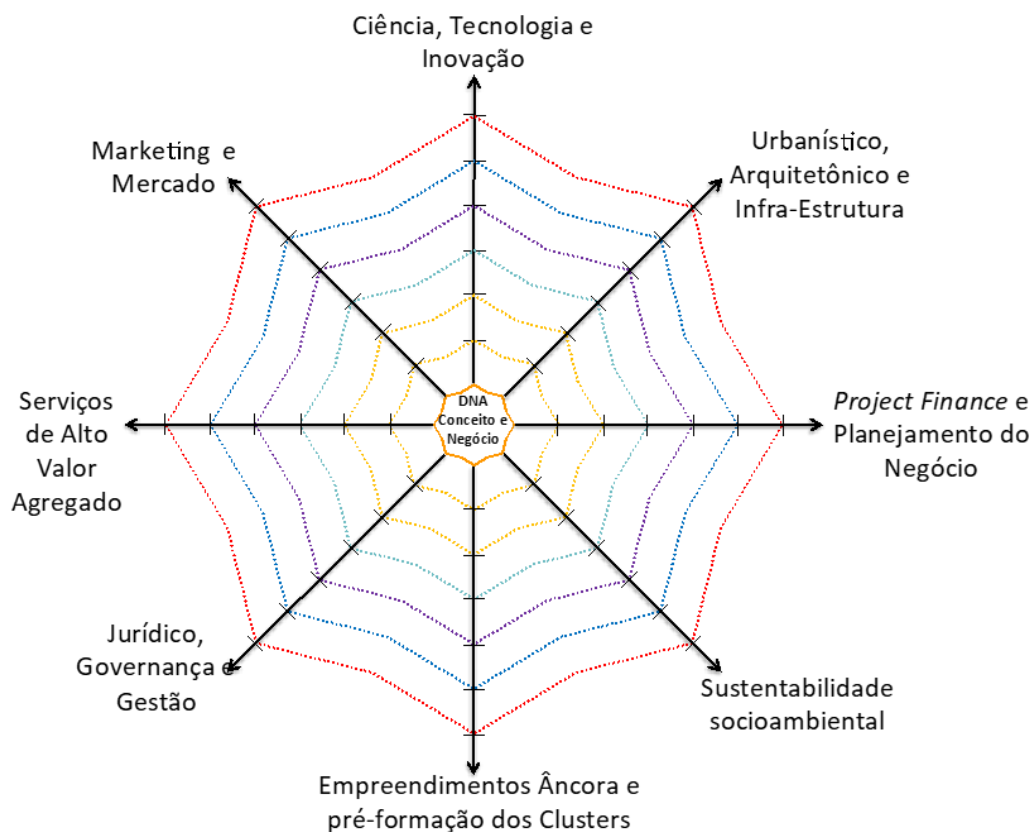 Ciência, Tecnologia e
Inovação
Urbanístico,
Arquitetônico e
Infra-Estrutura
Marketing e
Mercado
DNA
Conceito e
Negócio
Project Finance e
Planejamento do
Negócio
Serviços
de Alto
Valor
Agregado
Jurídico,
Governança e
Gestão
Sustentabilidade
socioambiental
Empreendimentos Âncora e
pré-formação dos Clusters